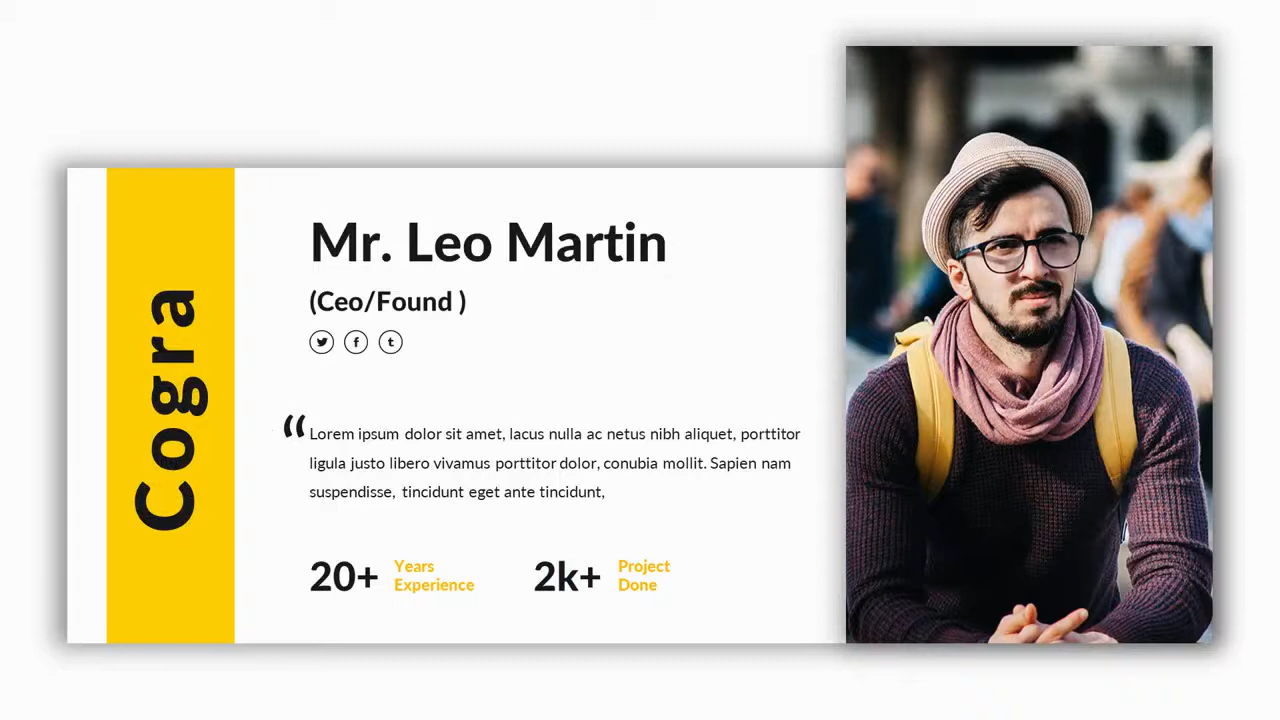 Cogra
Mr. Leo Martin
(Ceo/Found )
“ Lorem ipsum dolor sit amet, lacus nulla ac netus nibh aliquet, porttitor
ligula justo libero vivamus porttitor dolor, conubia mollit. Sapien nam
suspendisse, tincidunt eget ante tincidunt,
20+ Years
Experience
2k+ Project
Done